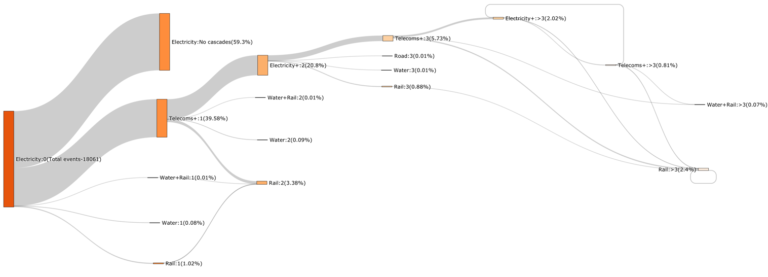 Electricity:No cascades(59.3%)
Electricity:0(Total events-18061)
Telecoms+:1(39.58%)
Water+Rail:1(0.01%)
Water:1(0.08%)
Rail:1(1.02%)
Electricity+:2(20.8%)
Water+Rail:2(0.01%)
Water:2(0.09%)
Rail:2(3.38%)
Telecoms+:3(5.73%)
Road:3(0.01%)
Water:3(0.01%)
Rail:3(0.88%)
Electricity+:>3(2.02%)
Telecoms+:>3(0.81%)
Water+Rail:>3(0.07%)
Rail:>3(2.4%)